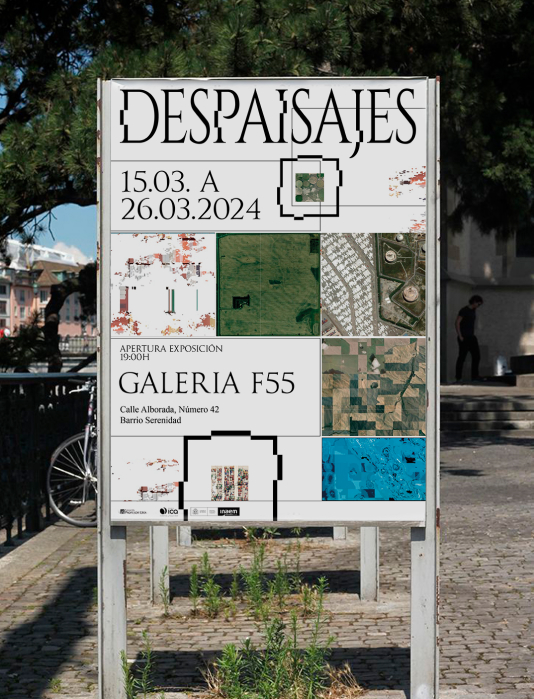 DESPAISAJES
15.03. A
26.03.2024
APERTURA EXPOSICIÓN
19:00H
GALERIA F55
Calle Alborada, Número 42
Barrio Serenidad
ica
inaem